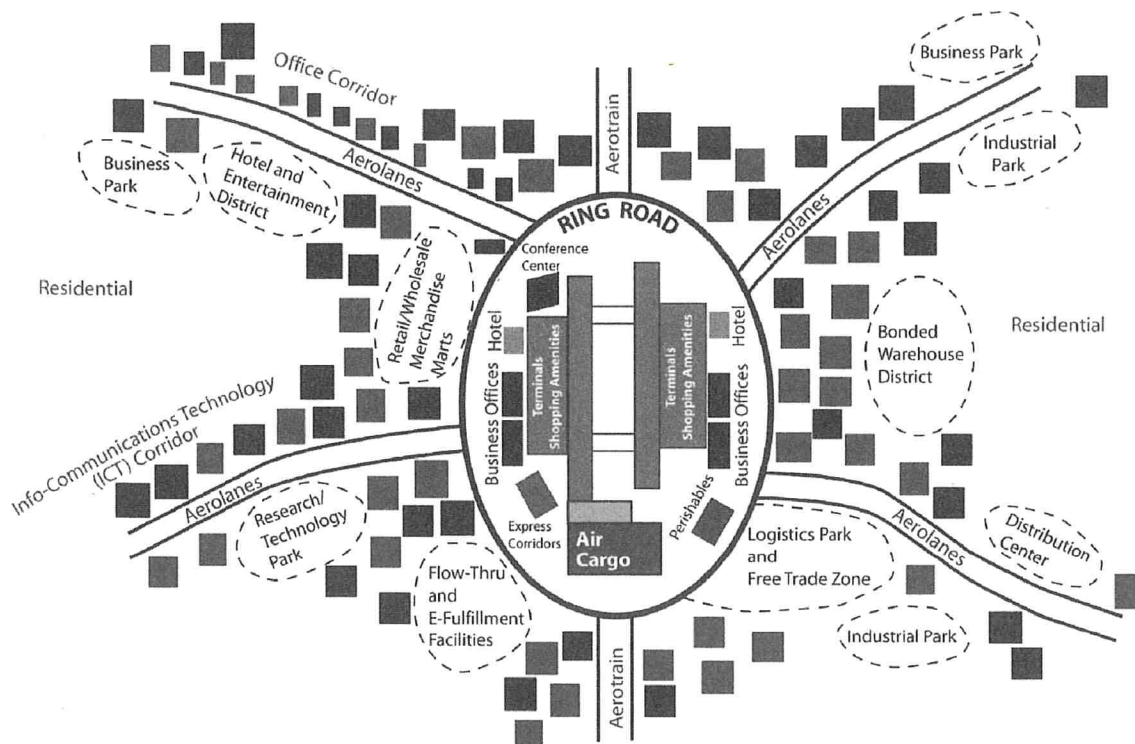 Office Corridor
Aerolanes
Business
Park
Hotel and
Entertainment
District
Aerotrain
Business Park
Industrial
Park
Aerolanes
RING ROAD
Conference
Center
Retail/Wholesale
Merchandise
Marts
Residential
Hotel
Terminals
Shopping Amenities
Business Offices
Terminals
Shopping Amenities
Hotel
Business Offices
Bonded
Warehouse
District
Residential
Info-Communications Technology
(ICT) Corridor
Aerolanes
Research/
Technology
Park
Express
Corridors
Air
Cargo
Perishables
Logistics Park
and
Free Trade Zone
Aerolanes
Distribution
Center
Flow-Thru
and
E-Fulfillment
Facilities
Industrial Park
Aerotrain